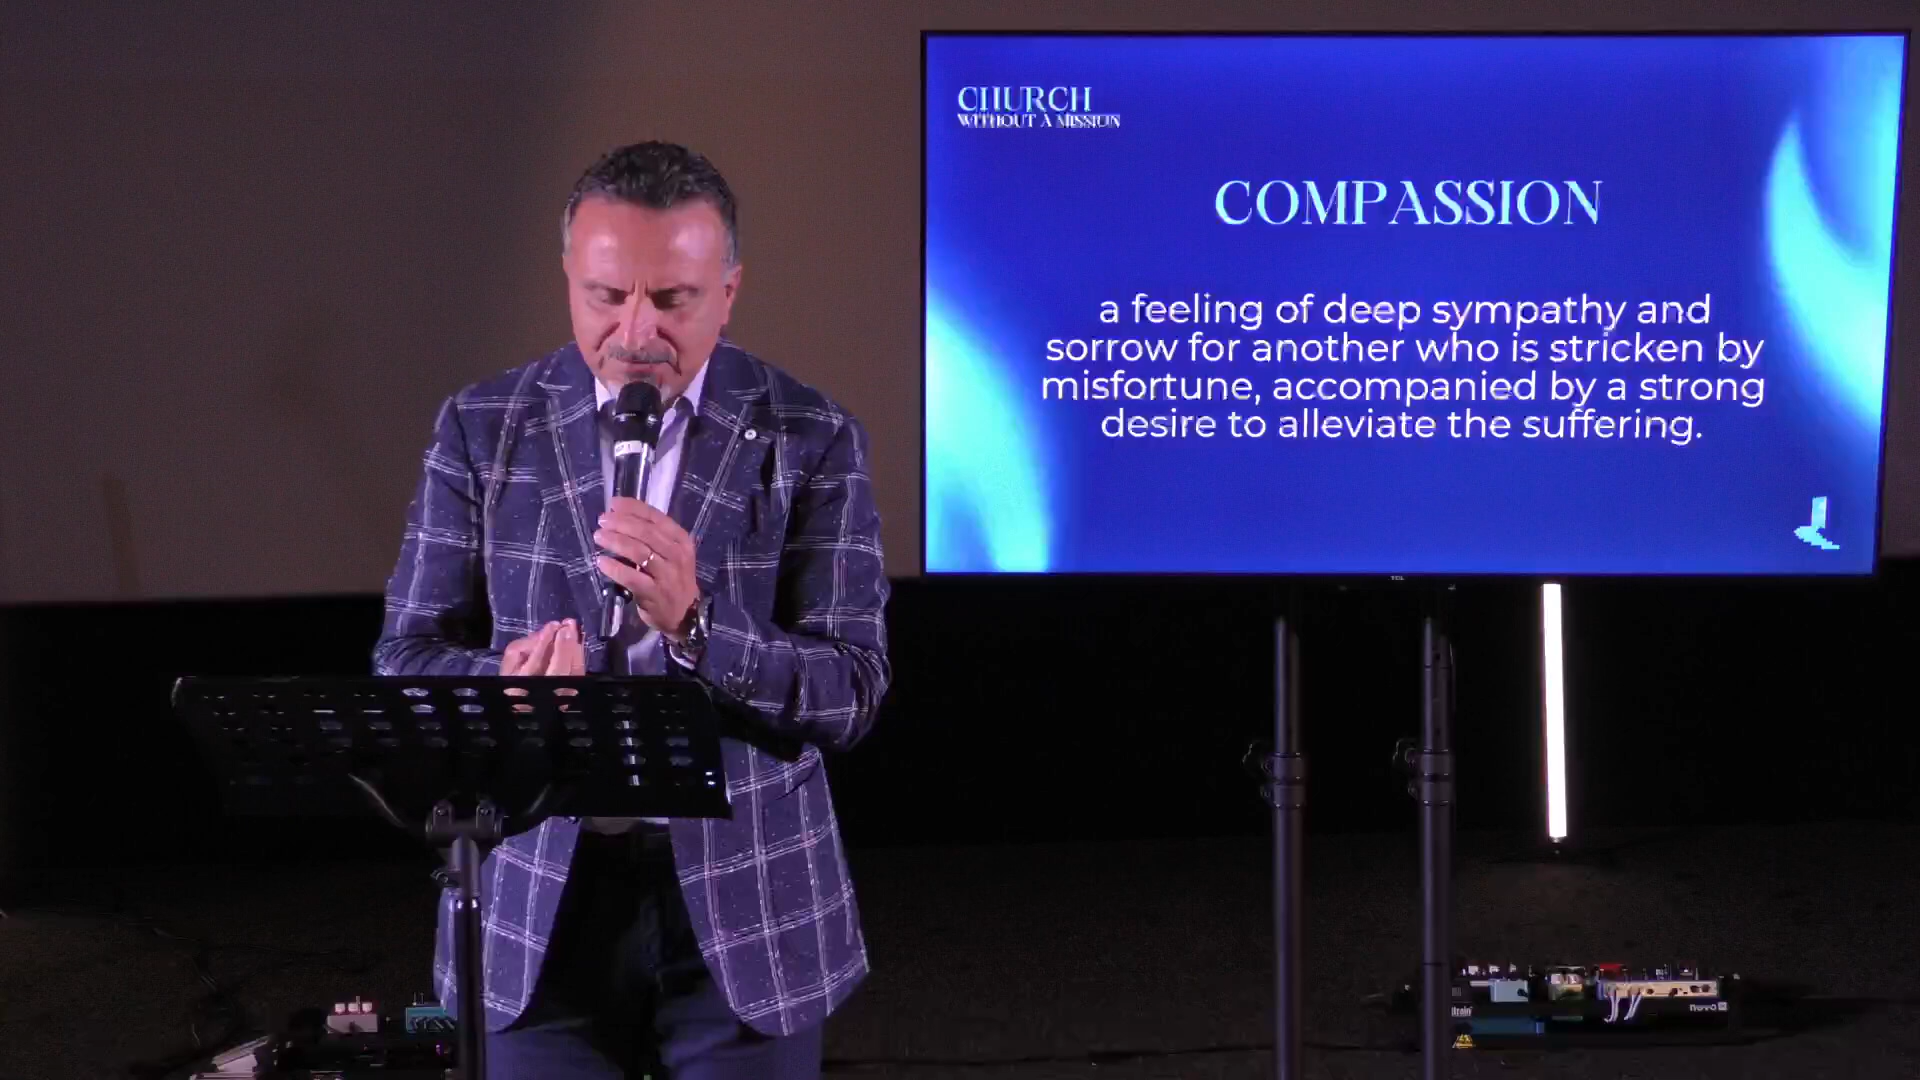 CHURCH
WITHOUT A MISSION
COMPASSION
a feeling of deep sympathy and
sorrow for another who is stricken by
misfortune, accompanied by a strong
desire to alleviate the suffering.
TCL